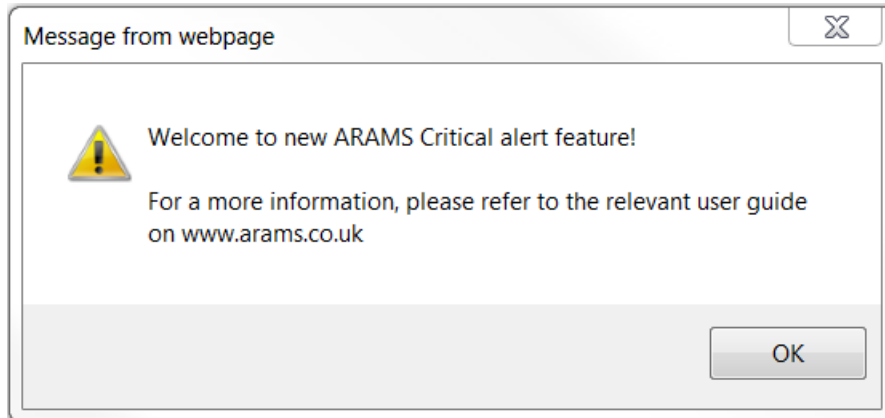 Message from webpage
Welcome to new ARAMS Critical alert feature!
For a more information, please refer to the relevant user guide
on www.arams.co.uk
OK